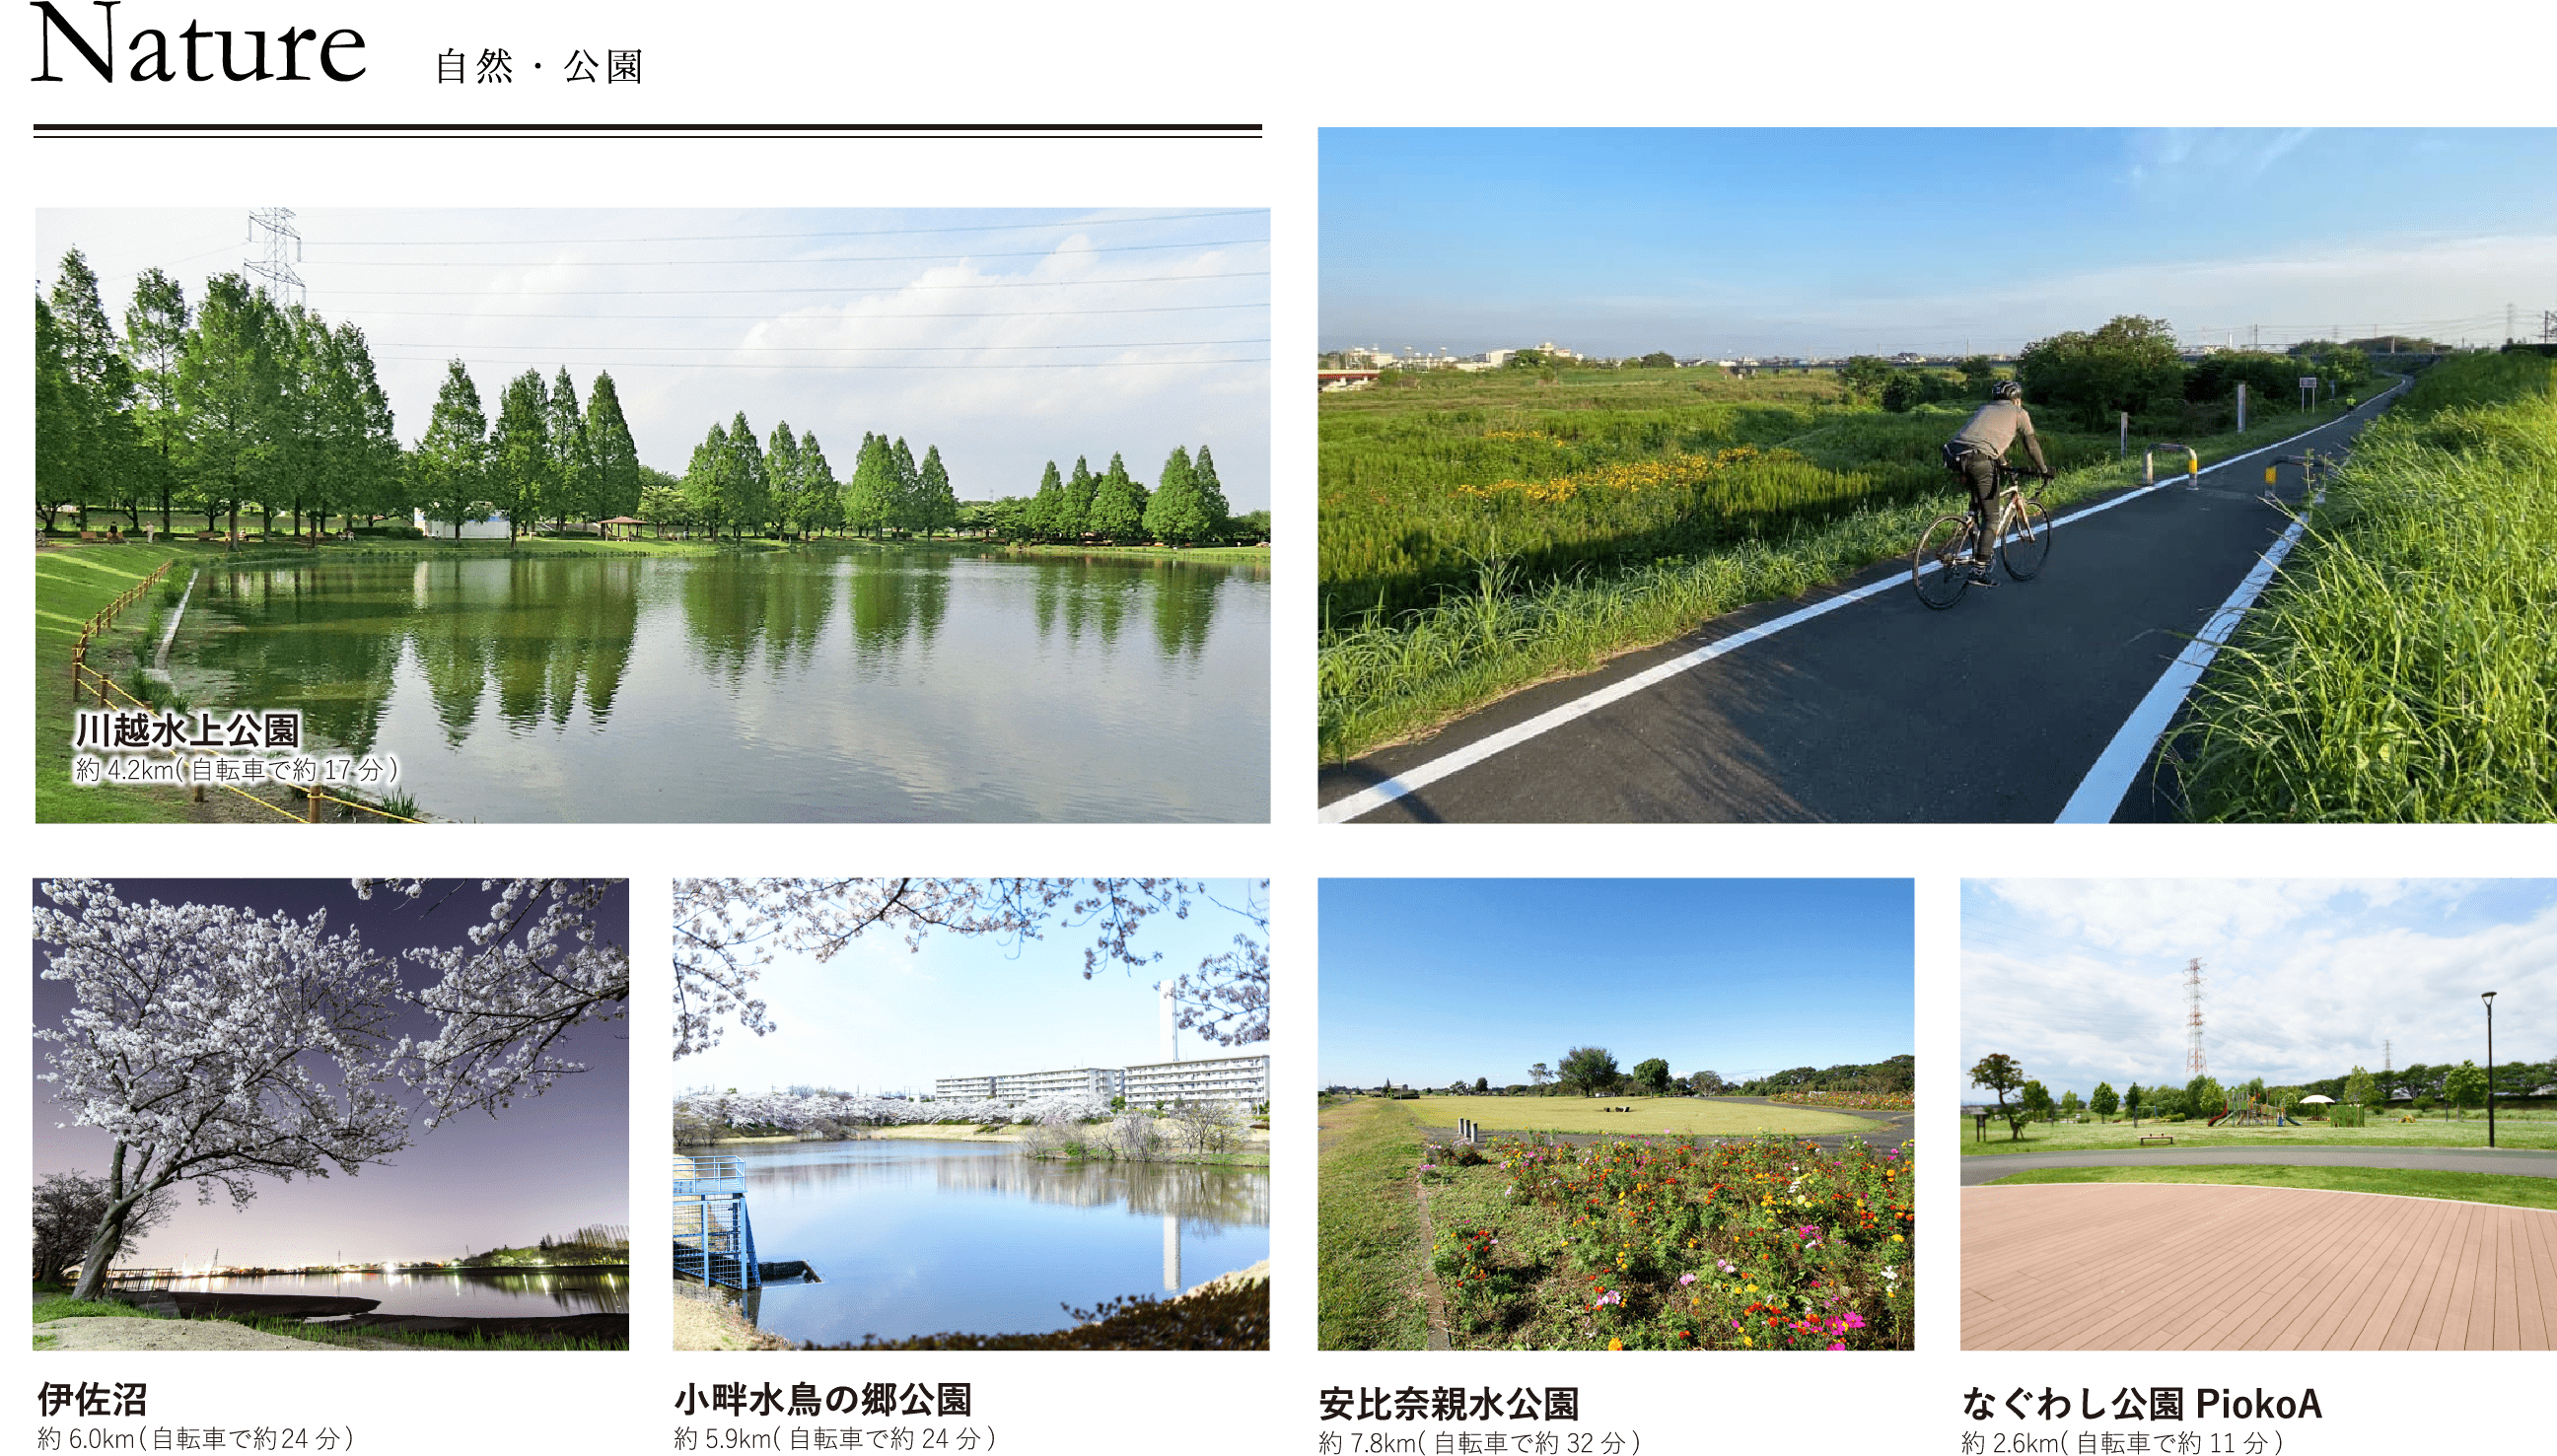 Nature 自然・公園
川越水上公園
約 4.2km( 自転車で約 17 分 )
伊佐沼
約 6.0km( 自転車で約24 分 )
小畔水鳥の郷公園
約 5.9km( 自転車で約 24 分 )
安比奈親水公園
約 7.8km( 自転車で約 32 分 )
なぐわし公園 PiokoA
約 2.6km( 自転車で約 11 分 )